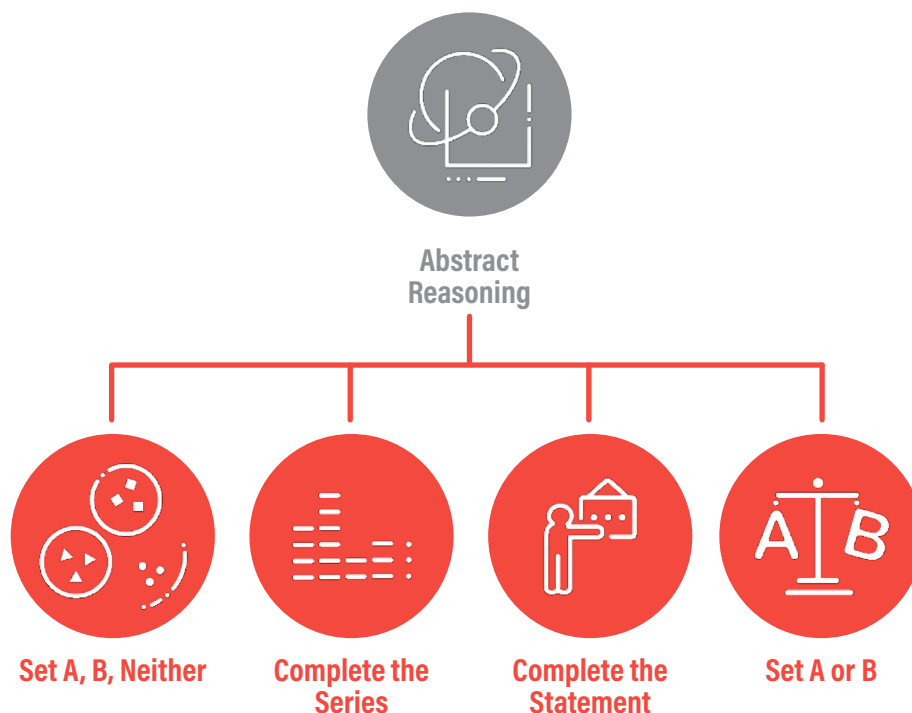 Abstract
Reasoning
A B
Set A, B, Neither
Complete the
Series
Complete the
Statement
Set A or B